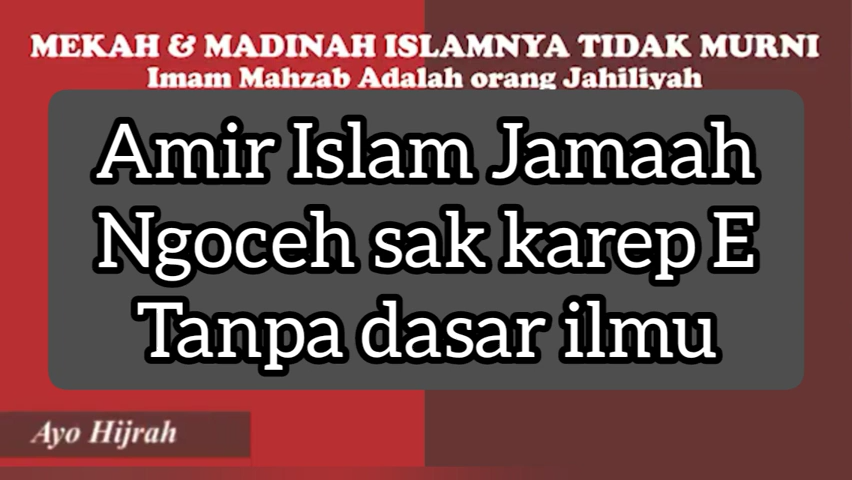 MEKAH & MADINAH ISLAMNYA TIDAK MURNI
Imam Mahzab Adalah orang Jahiliyah
Amir Islam Jamaah
Ngoceh sak karep E
Tanpa dasar ilmu
Ayo Hijrah